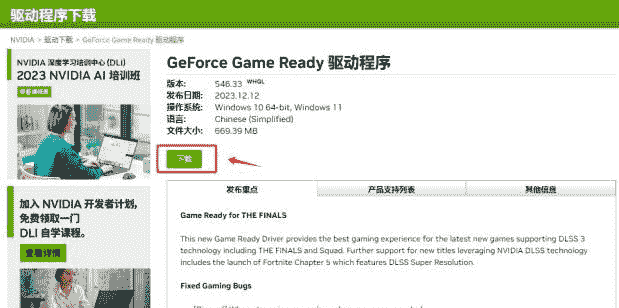 驱动程序下载
NVIDIA > 驱动下载 > GeForce Game Ready 驱动程序
NVIDIA 深度学习培训中心 (DLI)
2023 NVIDIA AI 培训班
GeForce Game Ready 驱动程序
版本: 546.33 WHQL
发布日期: 2023.12.12
操作系统: Windows 10 64-bit, Windows 11
语言: Chinese (Simplified)
文件大小: 669.39 MB
下载
加入 NVIDIA 开发者计划,
免费领取一门
DLI 自学课程。
查看详情
发布重点
产品支持列表
其他信息
Game Ready for THE FINALS
This new Game Ready Driver provides the best gaming experience for the latest new games supporting DLSS 3
technology including THE FINALS and Squad. Further support for new titles leveraging NVIDIA DLSS technology
includes the launch of Fortnite Chapter 5 which features DLSS Super Resolution.
Fixed Gaming Bugs